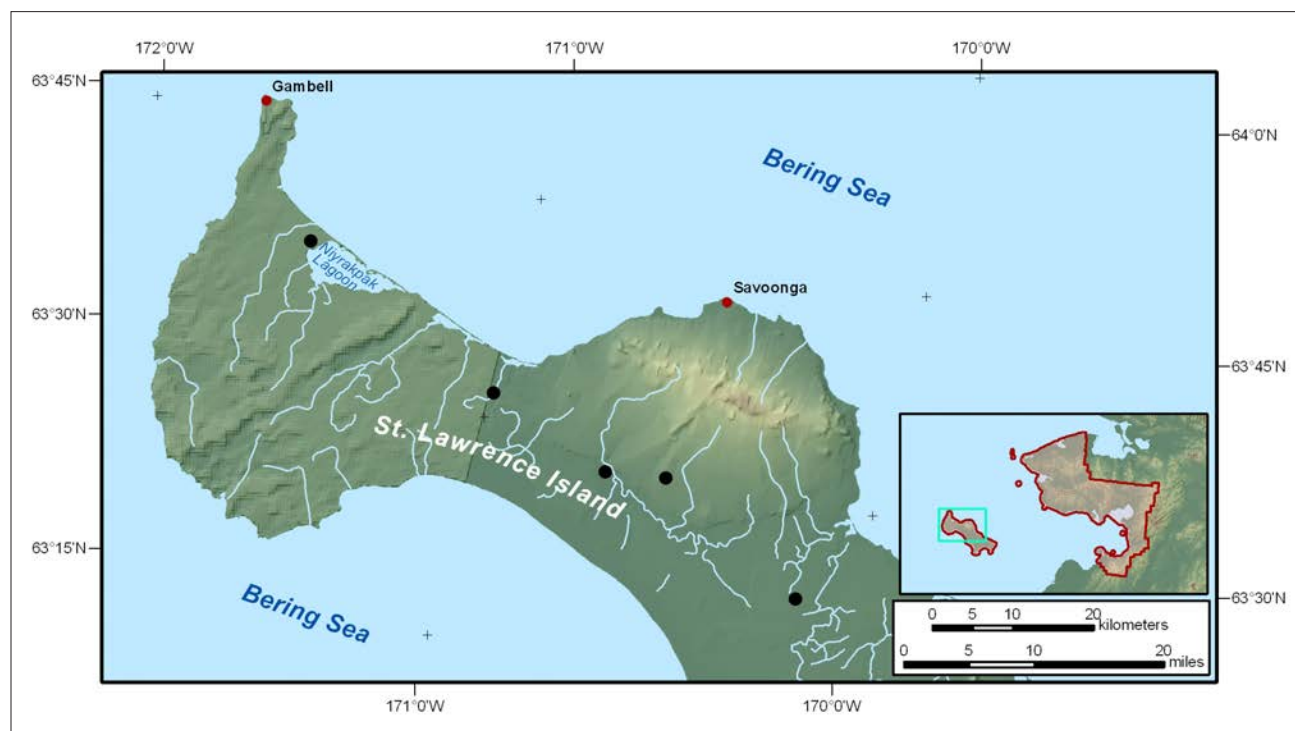 172°0'W
171°0'W
170°0'W
63°45'N
Gambell
64°0'N
Bering Sea
Niyrakpak
Lagoon
Savoonga
63°30'N
63°45'N
St. Lawrence Island
63°15'N
Bering Sea
63°30'N
0 5 10 20
kilometers
0 5 10 20
miles
171°0'W
170°0'W